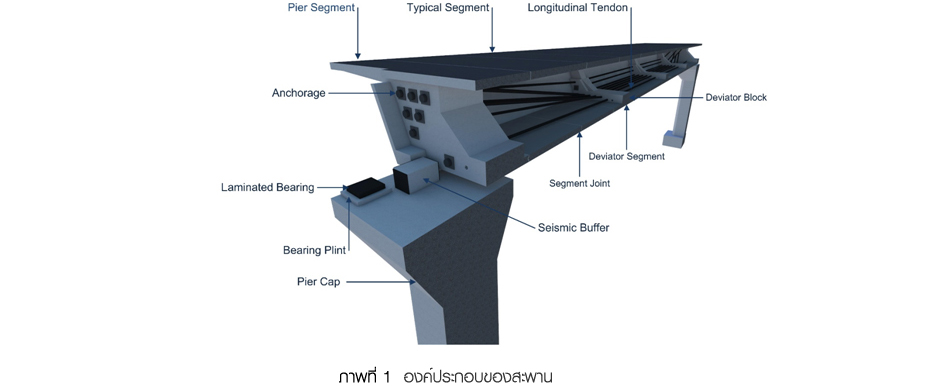 Pier Segment
Typical Segment
Longitudinal Tendon
Anchorage
Deviator Block
Deviator Segment
Segment Joint
Laminated Bearing
Seismic Buffer
Bearing Plint
Pier Cap
ภาพที่ 1 องค์ประกอบของสะพาน